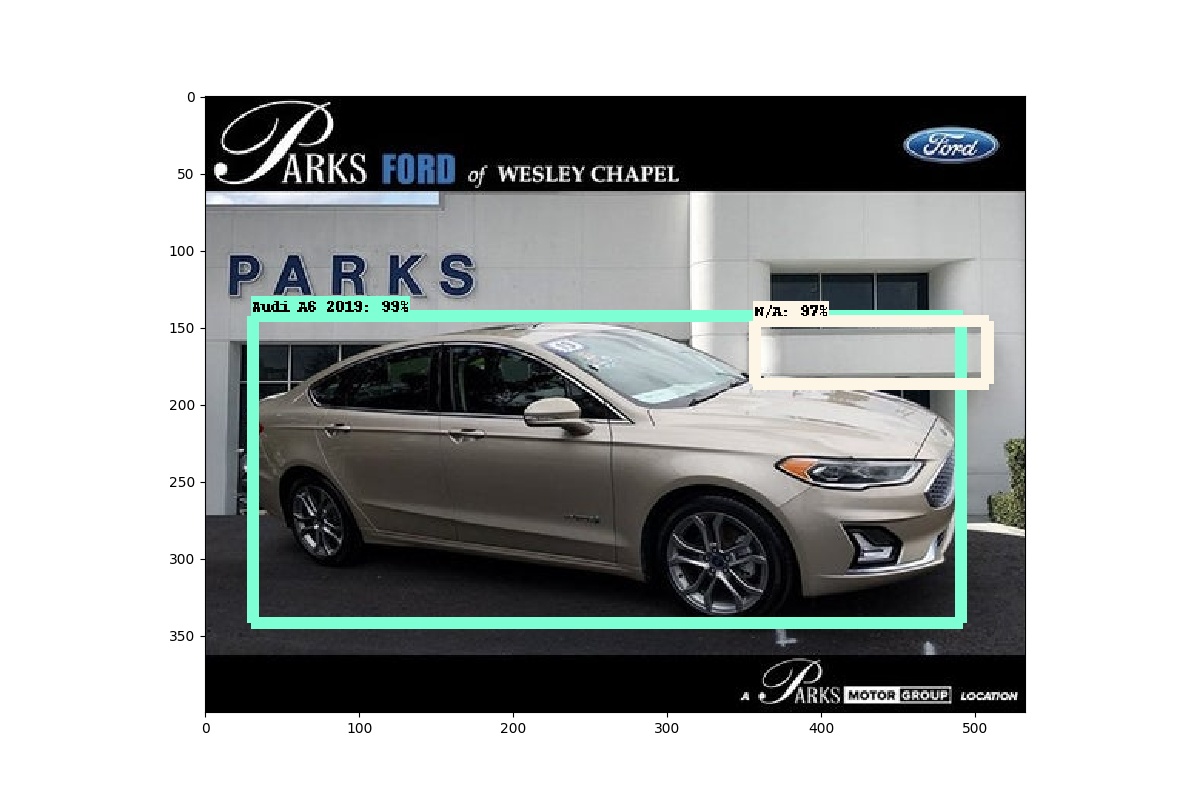 0
50
100
150
200
250
300
350
0 100 200 300 400 500
PARKS FORD of WESLEY CHAPEL
Ford
PARKS
Audi A6 2019: 99%
N/A: 97%
A PARKS MOTOR GROUP LOCATION